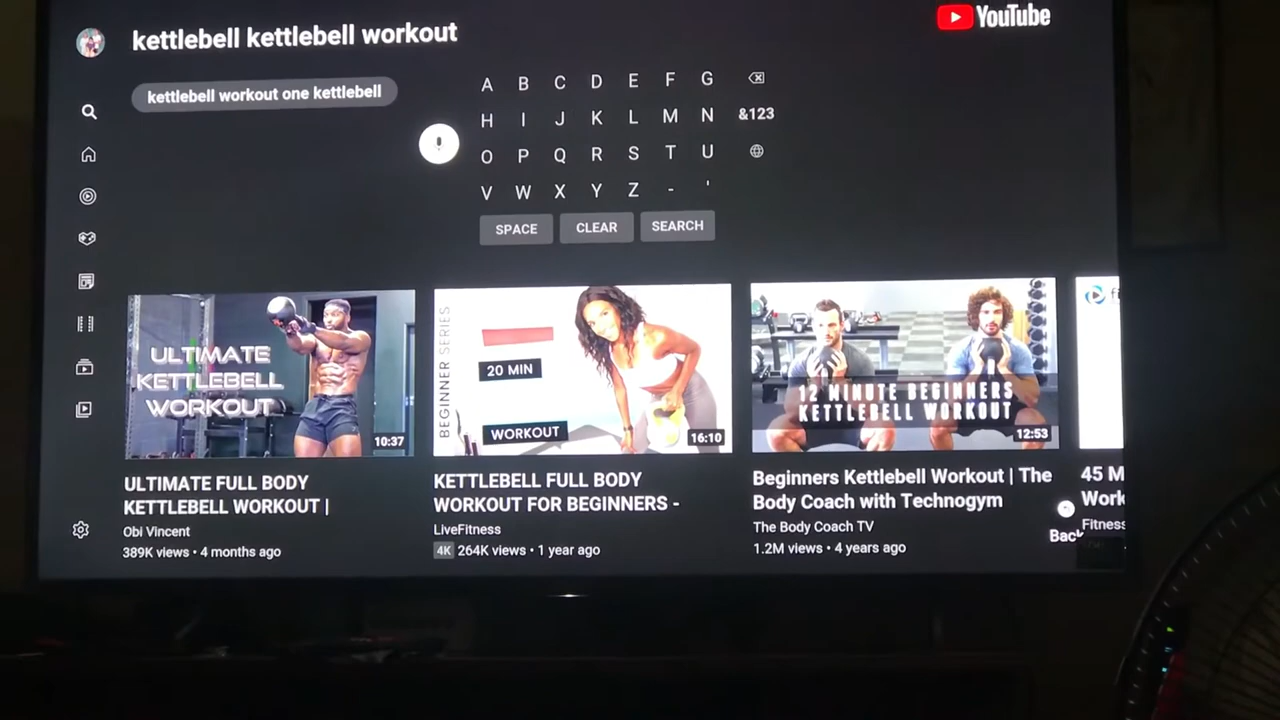 kettlebell kettlebell workout
YouTube
kettlebell workout one kettlebell
A B C D E F G
H I J K L M N &123
O P Q R S T U
V W X Y Z - '
SPACE CLEAR SEARCH
ULTIMATE
KETTLEBELL
WORKOUT
10:37
BEGINNER SERIES
20 MIN
WORKOUT
16:10
12 MINUTE BEGINNERS
KETTLEBELL WORKOUT
12:53
fi
ULTIMATE FULL BODY
KETTLEBELL WORKOUT |
Obi Vincent
389K views • 4 months ago
KETTLEBELL FULL BODY
WORKOUT FOR BEGINNERS -
LiveFitness
4K 264K views • 1 year ago
Beginners Kettlebell Workout | The
Body Coach with Technogym
The Body Coach TV
1.2M views • 4 years ago
45 M
Work
Fitness
Back